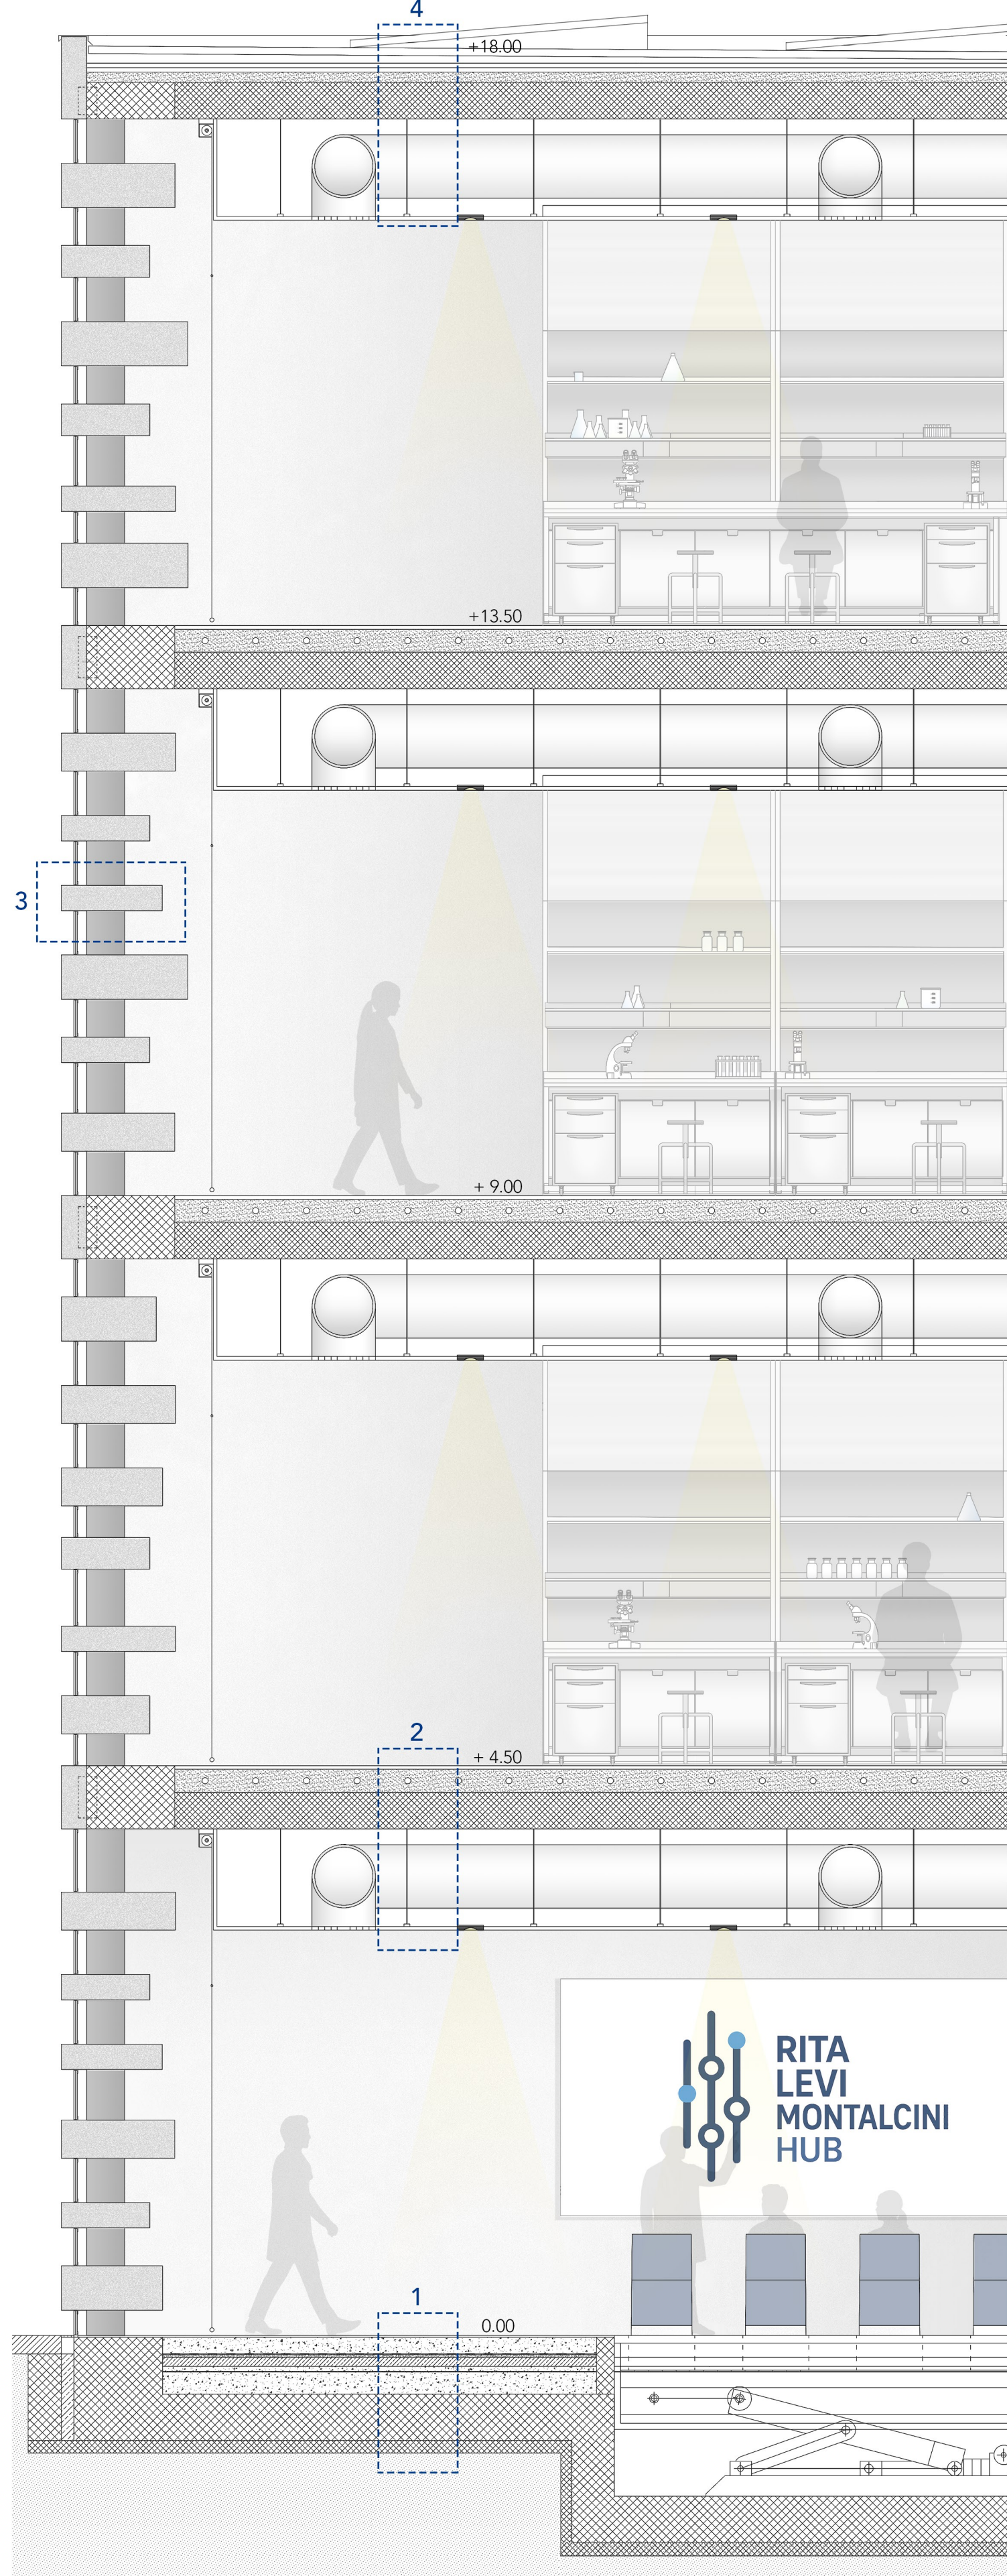 4
+18.00
+13.50
3
+ 9.00
2
+ 4.50
RITA
LEVI
MONTALCINI
HUB
1
0.00